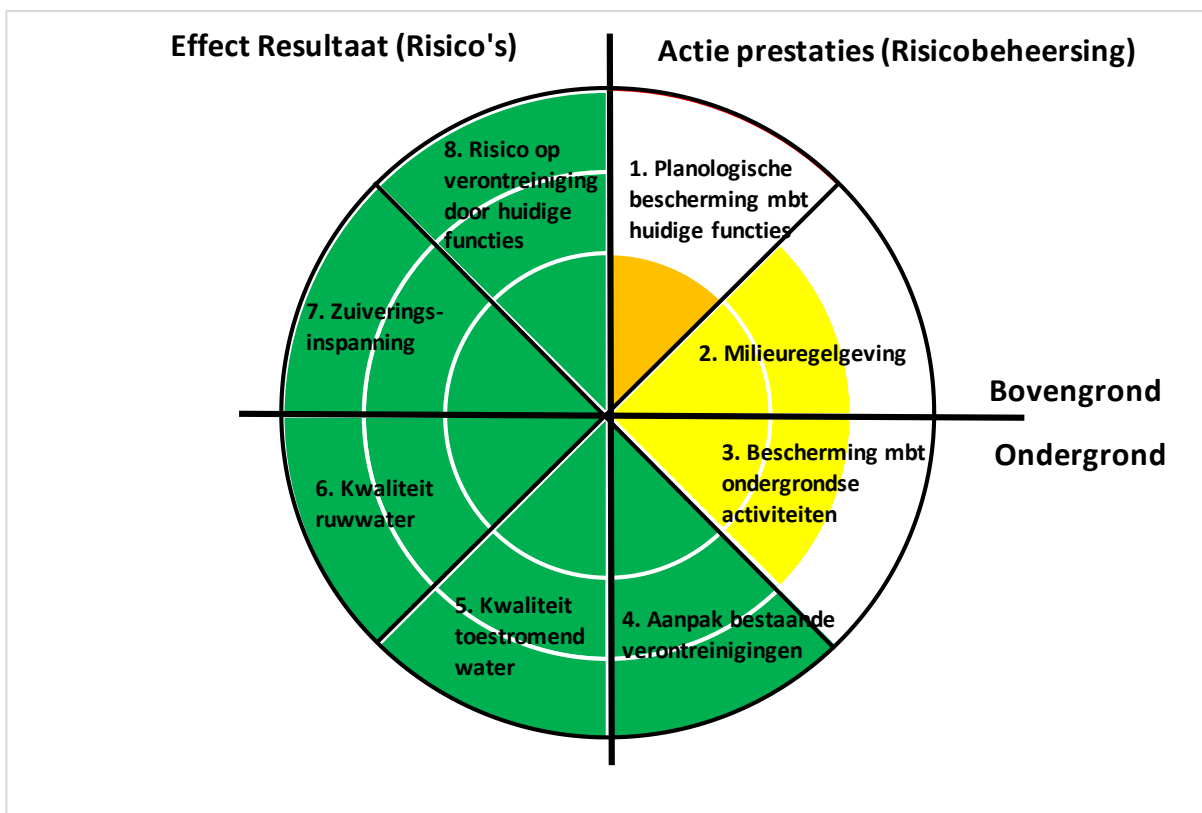 Effect Resultaat (Risico's)
Actie prestaties (Risicobeheersing)
8. Risico op
verontreiniging
door huidige
functies
1. Planologische
bescherming mbt
huidige functies
7. Zuiverings-
inspanning
2. Milieuregelgeving
Bovengrond
Ondergrond
3. Bescherming mbt
ondergrondse
activiteiten
6. Kwaliteit
ruwwater
5. Kwaliteit
toestromend
water
4. Aanpak bestaande
verontreinigingen